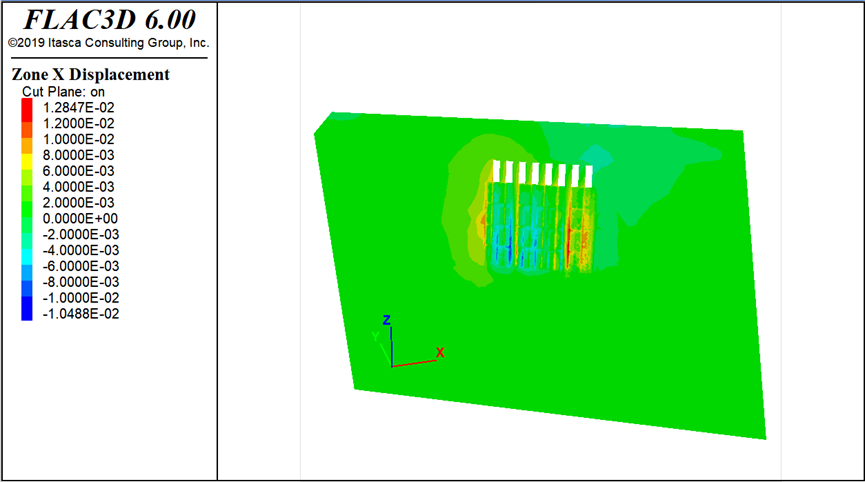 FLAC3D 6.00
©2019 Itasca Consulting Group, Inc.
Zone X Displacement
Cut Plane: on
1.2847E-02
1.2000E-02
1.0000E-02
8.0000E-03
6.0000E-03
4.0000E-03
2.0000E-03
0.0000E+00
-2.0000E-03
-4.0000E-03
-6.0000E-03
-8.0000E-03
-1.0000E-02
-1.0488E-02
Z
Y
X